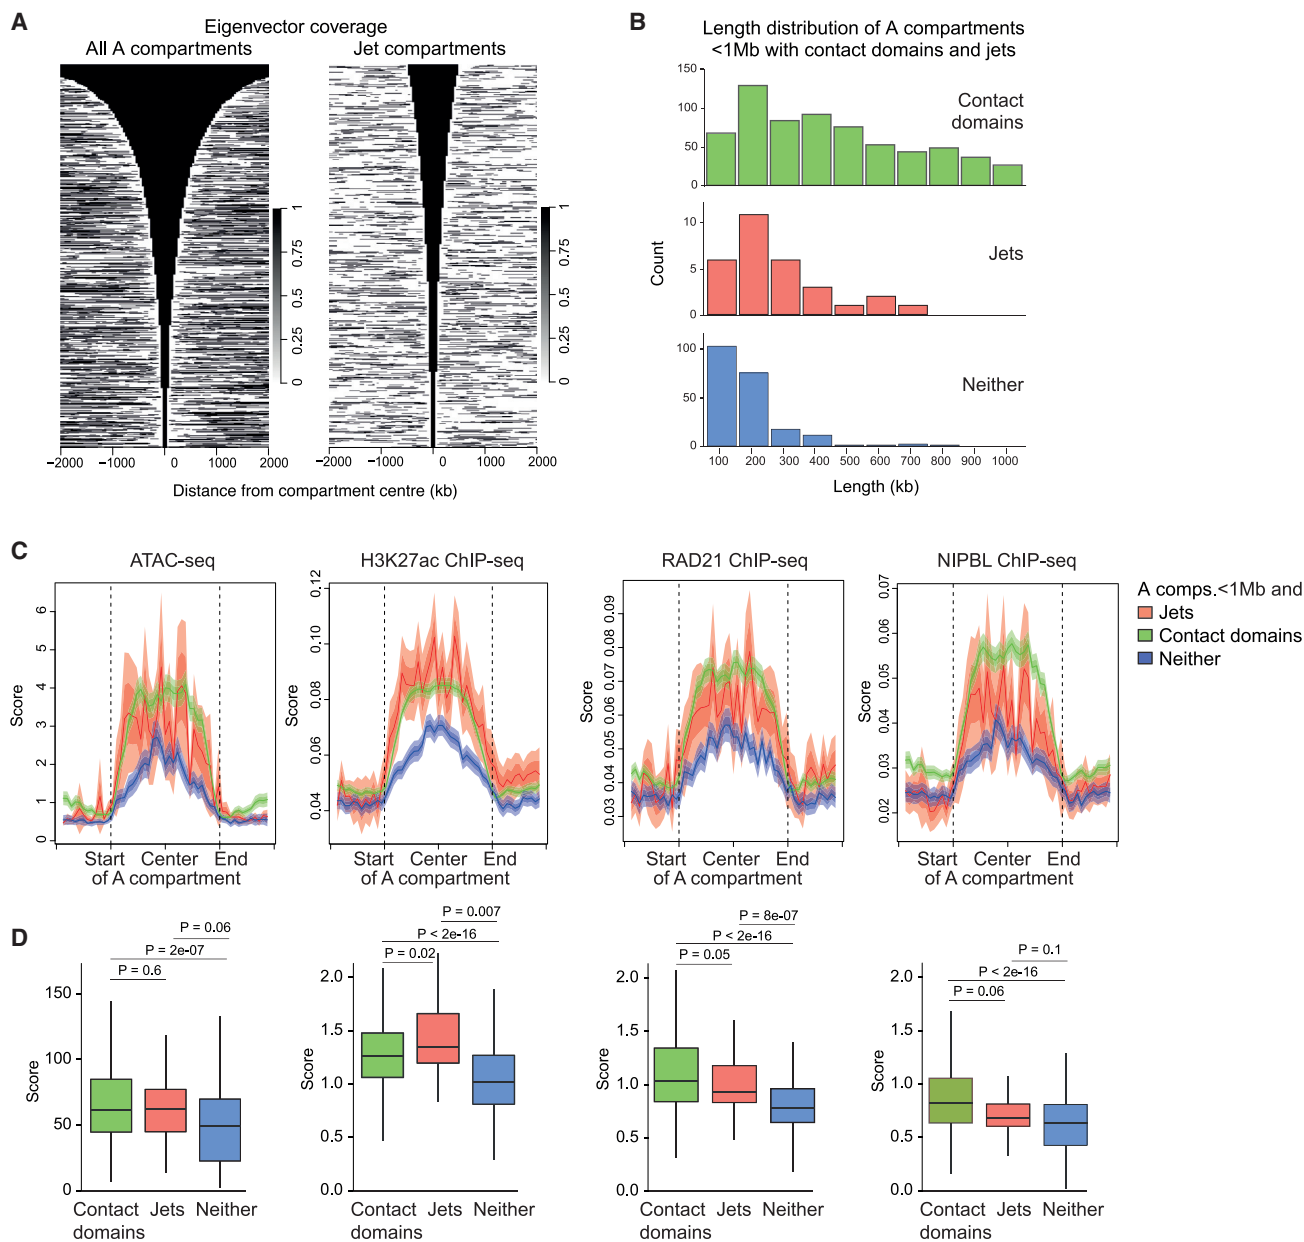 A
Eigenvector coverage
All A compartments
Jet compartments
1
0.75
0.5
0.25
0
1
0.75
0.5
0.25
0
−2000 −1000 0 1000 2000
−2000 −1000 0 1000 2000
Distance from compartment centre (kb)
B
Length distribution of A compartments
<1Mb with contact domains and jets
150
100
50
0
Contact
domains
10
5
0
Jets
Count
100
50
0
Neither
100 200 300 400 500 600 700 800 900 1000
Length (kb)
C
ATAC-seq
Score
6
5
4
3
2
1
0
Start Center End
of A compartment
H3K27ac ChIP-seq
Score
0.12
0.10
0.08
0.06
0.04
Start Center End
of A compartment
RAD21 ChIP-seq
Score
0.09
0.08
0.07
0.06
0.05
0.04
0.03
Start Center End
of A compartment
NIPBL ChIP-seq
Score
0.07
0.06
0.05
0.04
0.03
0.02
Start Center End
of A compartment
A comps.<1Mb and
Jets
Contact domains
Neither
D
P = 0.06
P = 2e-07
P = 0.6
Score
150
100
50
0
Contact Jets Neither
domains
P = 0.007
P < 2e-16
P = 0.02
Score
2.0
1.5
1.0
0.5
0.0
Contact Jets Neither
domains
P = 8e-07
P < 2e-16
P = 0.05
Score
2.0
1.5
1.0
0.5
0.0
Contact Jets Neither
domains
P = 0.1
P < 2e-16
P = 0.06
Score
2.0
1.5
1.0
0.5
0.0
Contact Jets Neither
domains